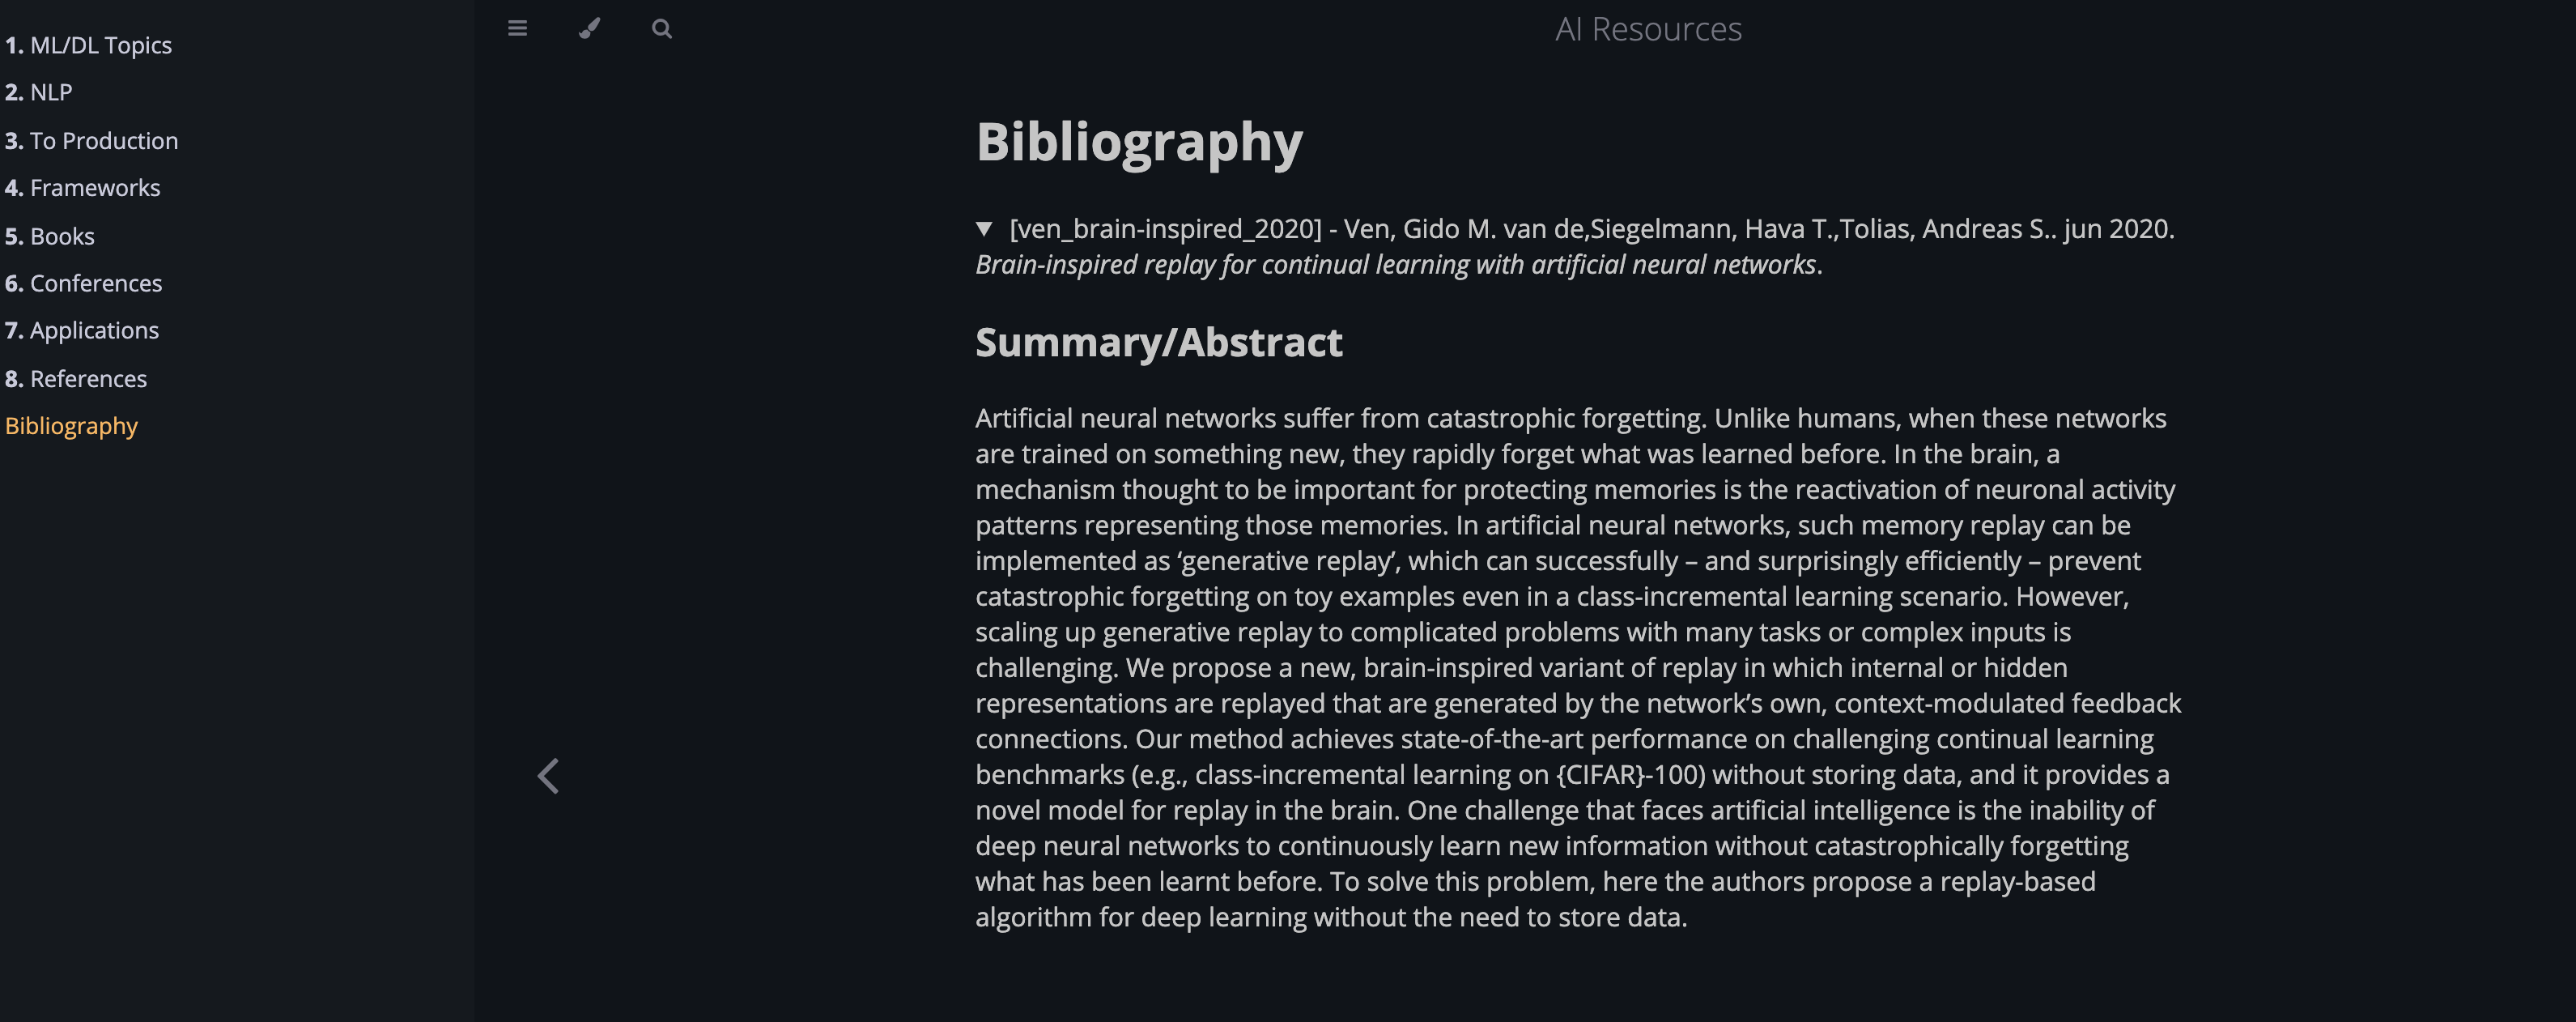 1. ML/DL Topics
2. NLP
3. To Production
4. Frameworks
5. Books
6. Conferences
7. Applications
8. References
Bibliography
AI Resources
Bibliography
[ven_brain-inspired_2020] - Ven, Gido M. van de,Siegelmann, Hava T.,Tolias, Andreas S.. jun 2020.
Brain-inspired replay for continual learning with artificial neural networks.
Summary/Abstract
Artificial neural networks suffer from catastrophic forgetting. Unlike humans, when these networks
are trained on something new, they rapidly forget what was learned before. In the brain, a
mechanism thought to be important for protecting memories is the reactivation of neuronal activity
patterns representing those memories. In artificial neural networks, such memory replay can be
implemented as ‘generative replay’, which can successfully – and surprisingly efficiently – prevent
catastrophic forgetting on toy examples even in a class-incremental learning scenario. However,
scaling up generative replay to complicated problems with many tasks or complex inputs is
challenging. We propose a new, brain-inspired variant of replay in which internal or hidden
representations are replayed that are generated by the network’s own, context-modulated feedback
connections. Our method achieves state-of-the-art performance on challenging continual learning
benchmarks (e.g., class-incremental learning on {CIFAR}-100) without storing data, and it provides a
novel model for replay in the brain. One challenge that faces artificial intelligence is the inability of
deep neural networks to continuously learn new information without catastrophically forgetting
what has been learnt before. To solve this problem, here the authors propose a replay-based
algorithm for deep learning without the need to store data.